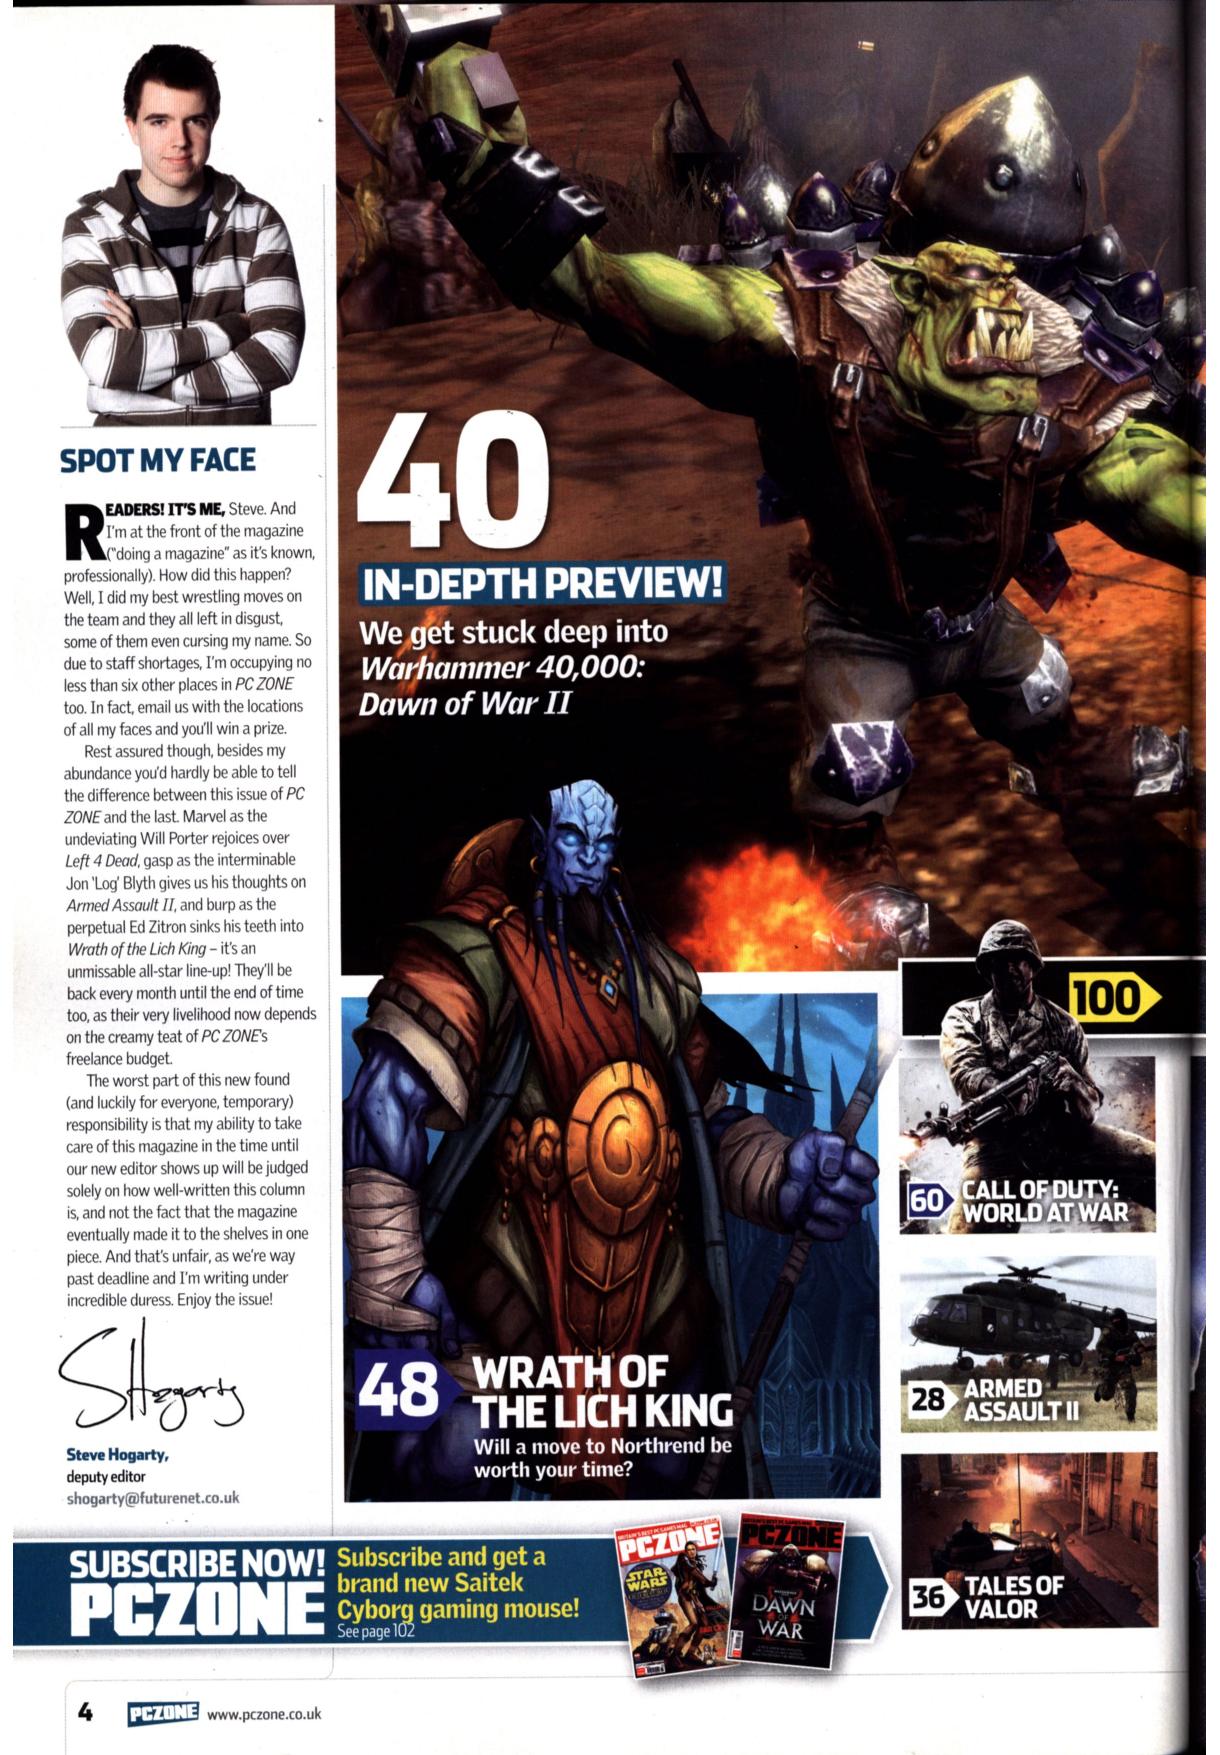 SPOT MY FACE
READERS! IT'S ME, Steve. And
I'm at the front of the magazine
("doing a magazine" as it's known,
professionally). How did this happen?
Well, I did my best wrestling moves on
the team and they all left in disgust,
some of them even cursing my name. So
due to staff shortages, I'm occupying no
less than six other places in PC ZONE
too. In fact, email us with the locations
of all my faces and you'll win a prize.
Rest assured though, besides my
abundance you'd hardly be able to tell
the difference between this issue of PC
ZONE and the last. Marvel as the
undeviating Will Porter rejoices over
Left 4 Dead, gasp as the interminable
Jon 'Log' Blyth gives us his thoughts on
Armed Assault II, and burp as the
perpetual Ed Zitron sinks his teeth into
Wrath of the Lich King – it's an
unmissable all-star line-up! They'll be
back every month until the end of time
too, as their very livelihood now depends
on the creamy teat of PC ZONE's
freelance budget.
The worst part of this new found
(and luckily for everyone, temporary)
responsibility is that my ability to take
care of this magazine in the time until
our new editor shows up will be judged
solely on how well-written this column
is, and not the fact that the magazine
eventually made it to the shelves in one
piece. And that's unfair, as we're way
past deadline and I'm writing under
incredible duress. Enjoy the issue!
SHogarty
Steve Hogarty,
deputy editor
shogarty@futurenet.co.uk
40
IN-DEPTH PREVIEW!
We get stuck deep into
Warhammer 40,000:
Dawn of War II
48
WRATH OF
THE LICH KING
Will a move to Northrend be
worth your time?
100
60
CALL OF DUTY:
WORLD AT WAR
28
ARMED
ASSAULT II
36
TALES OF
VALOR
SUBSCRIBE NOW!
PCZONE
Subscribe and get a
brand new Saitek
Cyborg gaming mouse!
See page 102
PCZONE
STAR
WARS
PCZONE
DAWN
OF
WAR
4
PCZONE
www.pczone.co.uk